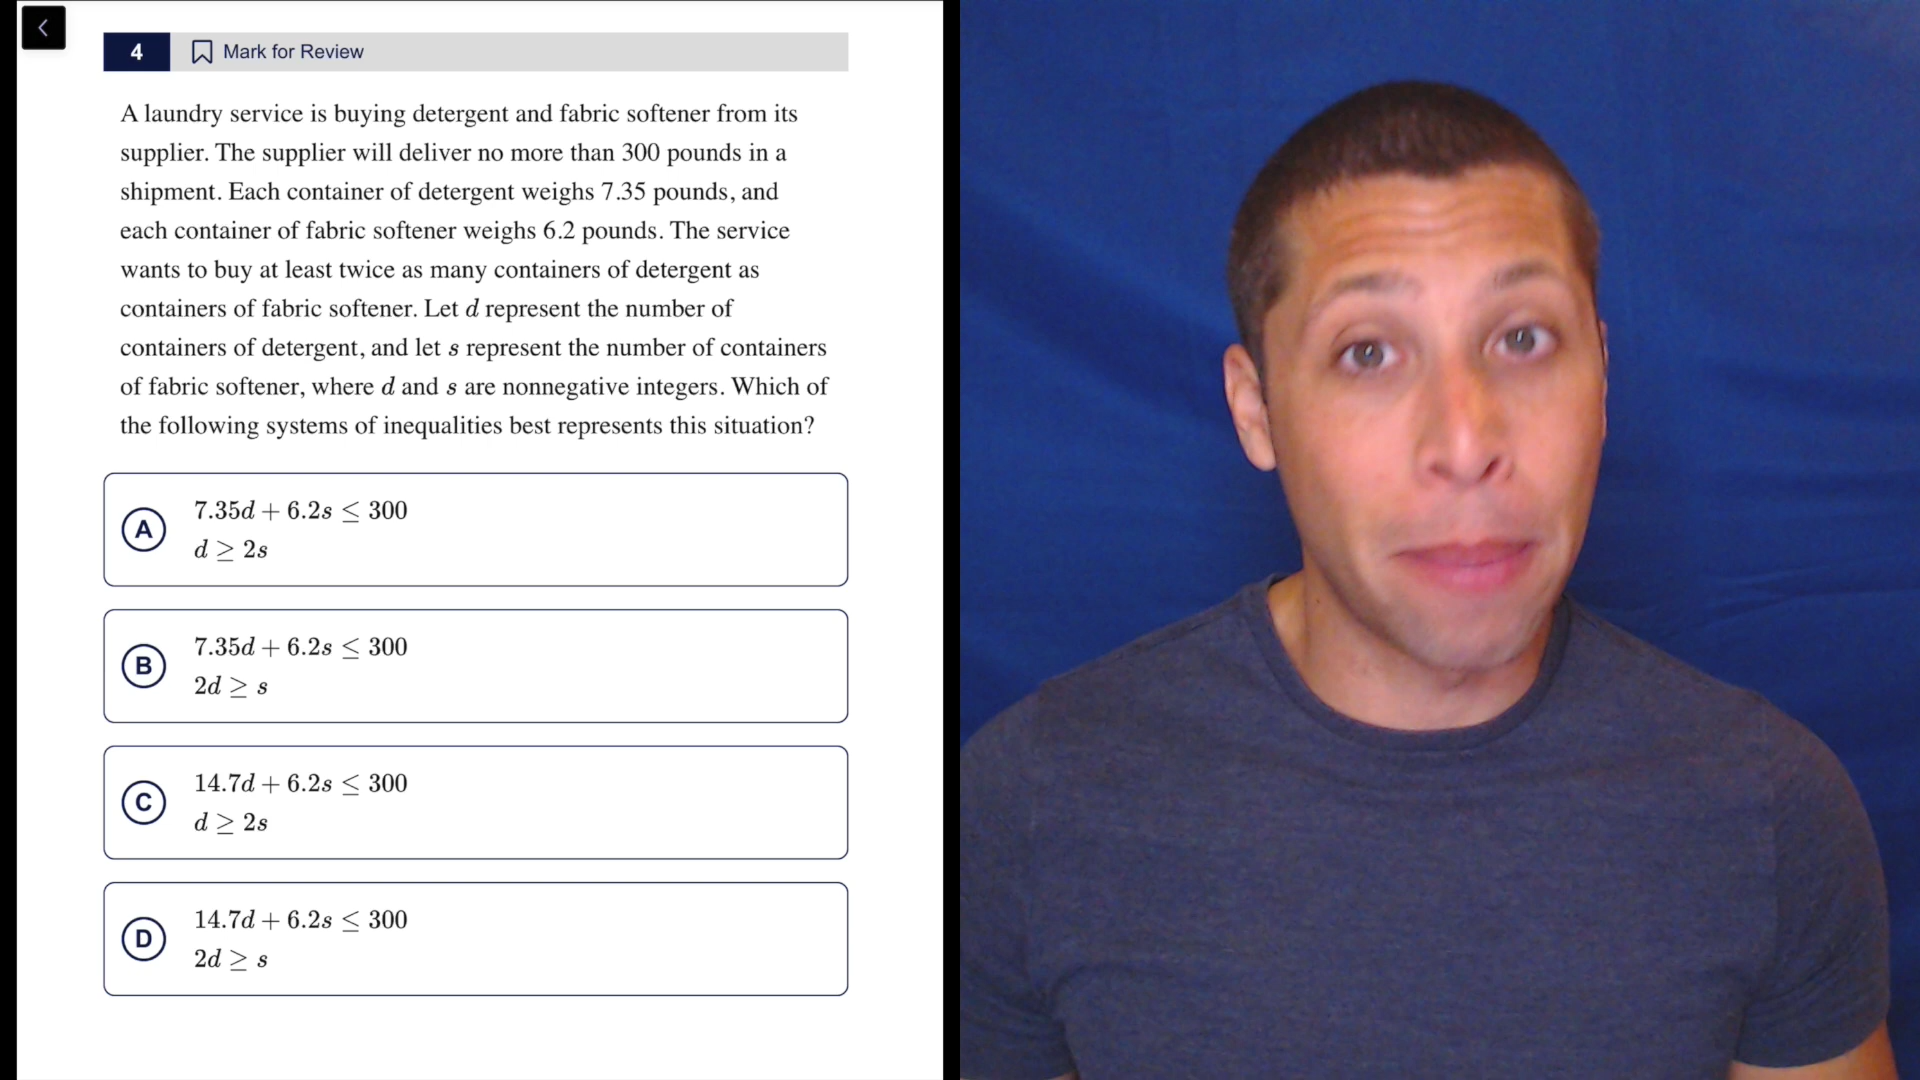 4 Mark for Review
A laundry service is buying detergent and fabric softener from its
supplier. The supplier will deliver no more than 300 pounds in a
shipment. Each container of detergent weighs 7.35 pounds, and
each container of fabric softener weighs 6.2 pounds. The service
wants to buy at least twice as many containers of detergent as
containers of fabric softener. Let d represent the number of
containers of detergent, and let s represent the number of containers
of fabric softener, where d and s are nonnegative integers. Which of
the following systems of inequalities best represents this situation?
A
7.35d + 6.2s ≤ 300
d ≥ 2s
B
7.35d + 6.2s ≤ 300
2d ≥ s
C
14.7d + 6.2s ≤ 300
d ≥ 2s
D
14.7d + 6.2s ≤ 300
2d ≥ s